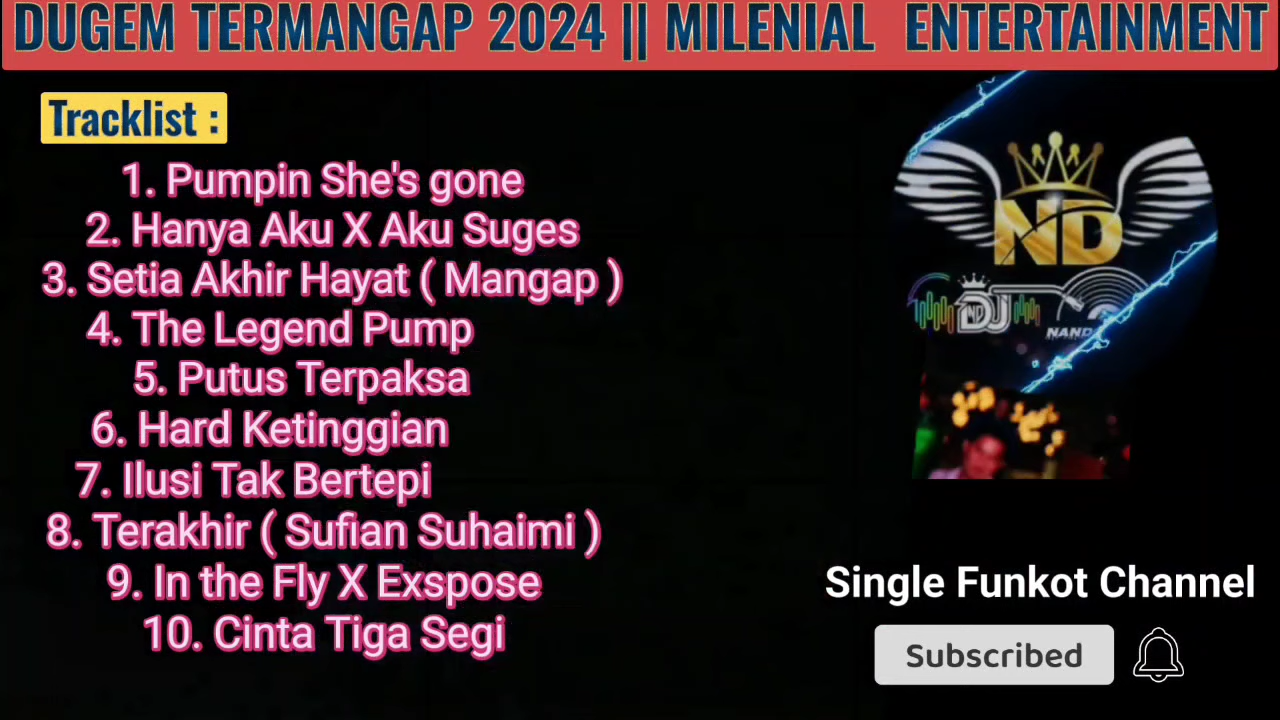 DUGEM TERMANGAP 2024 || MILENIAL ENTERTAINMENT
Tracklist :
1. Pumpin She's gone
2. Hanya Aku X Aku Suges
3. Setia Akhir Hayat ( Mangap )
4. The Legend Pump
5. Putus Terpaksa
6. Hard Ketinggian
7. Ilusi Tak Bertepi
8. Terakhir ( Sufian Suhaimi )
9. In the Fly X Exspose
10. Cinta Tiga Segi
ND
ND
DJ
Single Funkot Channel
Subscribed